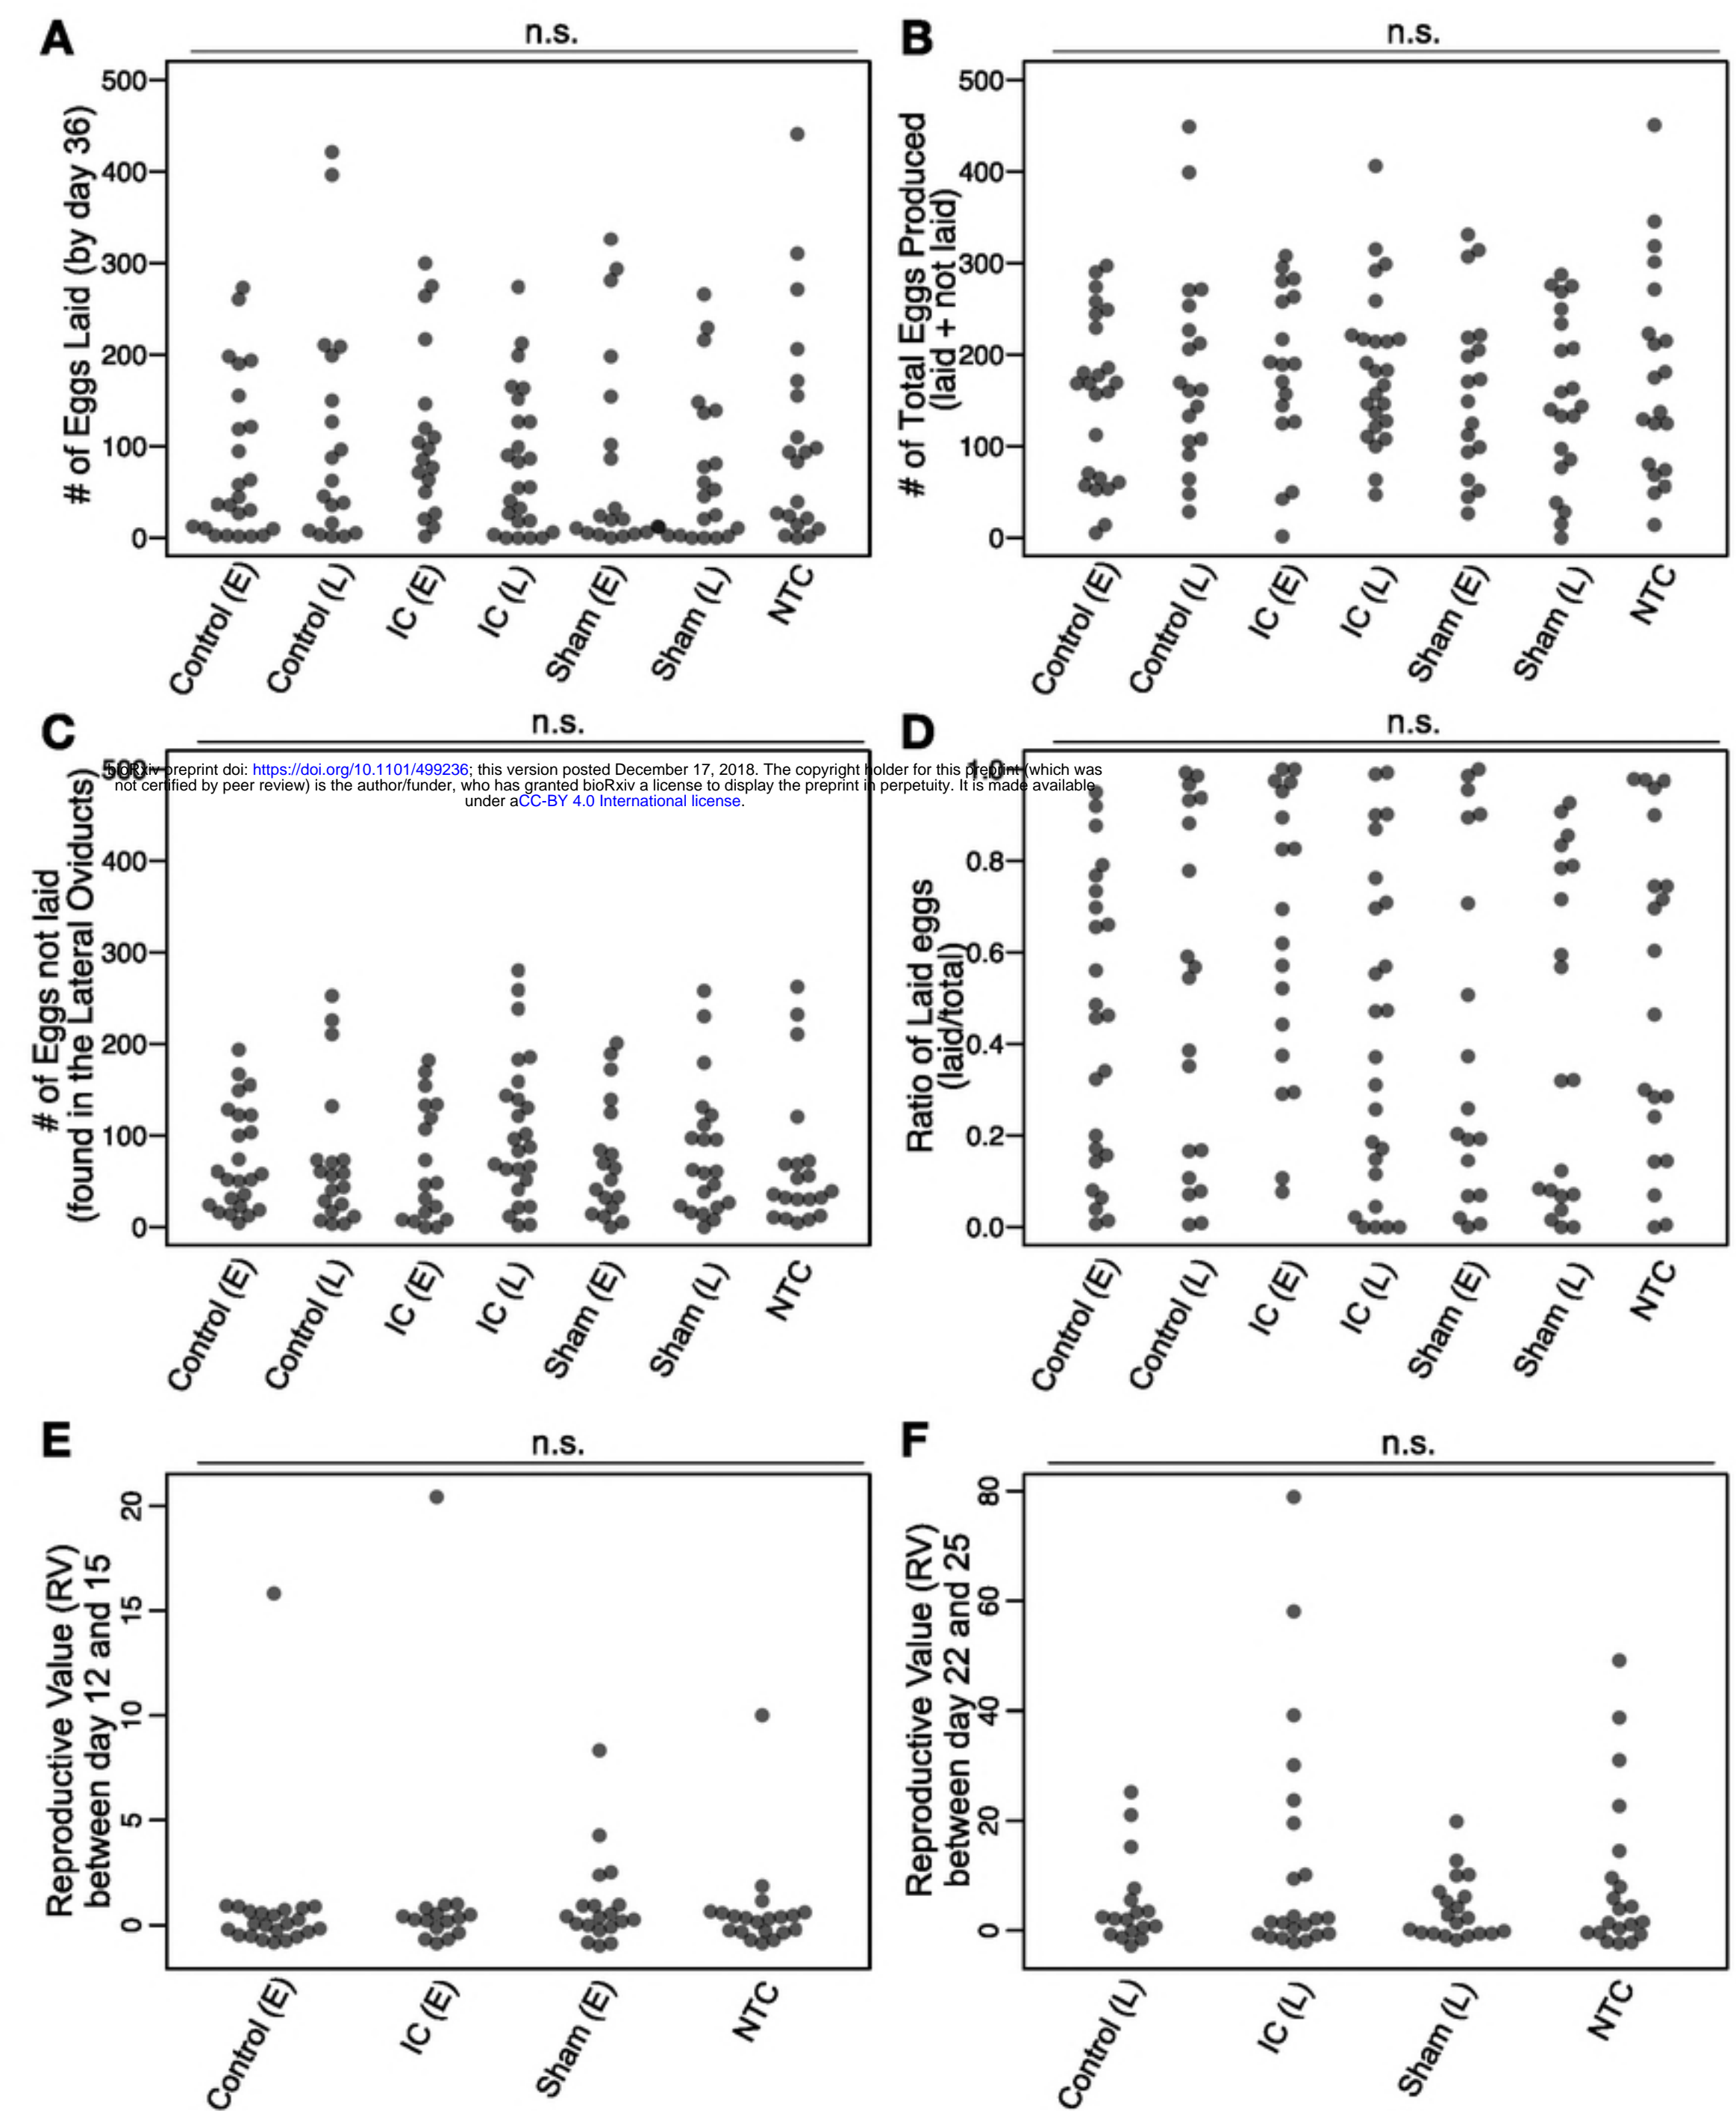 A
n.s.
# of Eggs Laid (by day 36)
500
400
300
200
100
0
Control (E)
Control (L)
IC (E)
IC (L)
Sham (E)
Sham (L)
NTC
B
n.s.
# of Total Eggs Produced
(laid + not laid)
500
400
300
200
100
0
Control (E)
Control (L)
IC (E)
IC (L)
Sham (E)
Sham (L)
NTC
bioRxiv preprint doi: https://doi.org/10.1101/499236; this version posted December 17, 2018. The copyright holder for this preprint (which was
not certified by peer review) is the author/funder, who has granted bioRxiv a license to display the preprint in perpetuity. It is made available
under aCC-BY 4.0 International license.
C
n.s.
# of Eggs not laid
(found in the Lateral Oviducts)
500
400
300
200
100
0
Control (E)
Control (L)
IC (E)
IC (L)
Sham (E)
Sham (L)
NTC
D
n.s.
Ratio of Laid eggs
(laid/total)
1.0
0.8
0.6
0.4
0.2
0.0
Control (E)
Control (L)
IC (E)
IC (L)
Sham (E)
Sham (L)
NTC
E
n.s.
Reproductive Value (RV)
between day 12 and 15
20
15
10
5
0
Control (E)
IC (E)
Sham (E)
NTC
F
n.s.
Reproductive Value (RV)
between day 22 and 25
80
60
40
20
0
Control (L)
IC (L)
Sham (L)
NTC